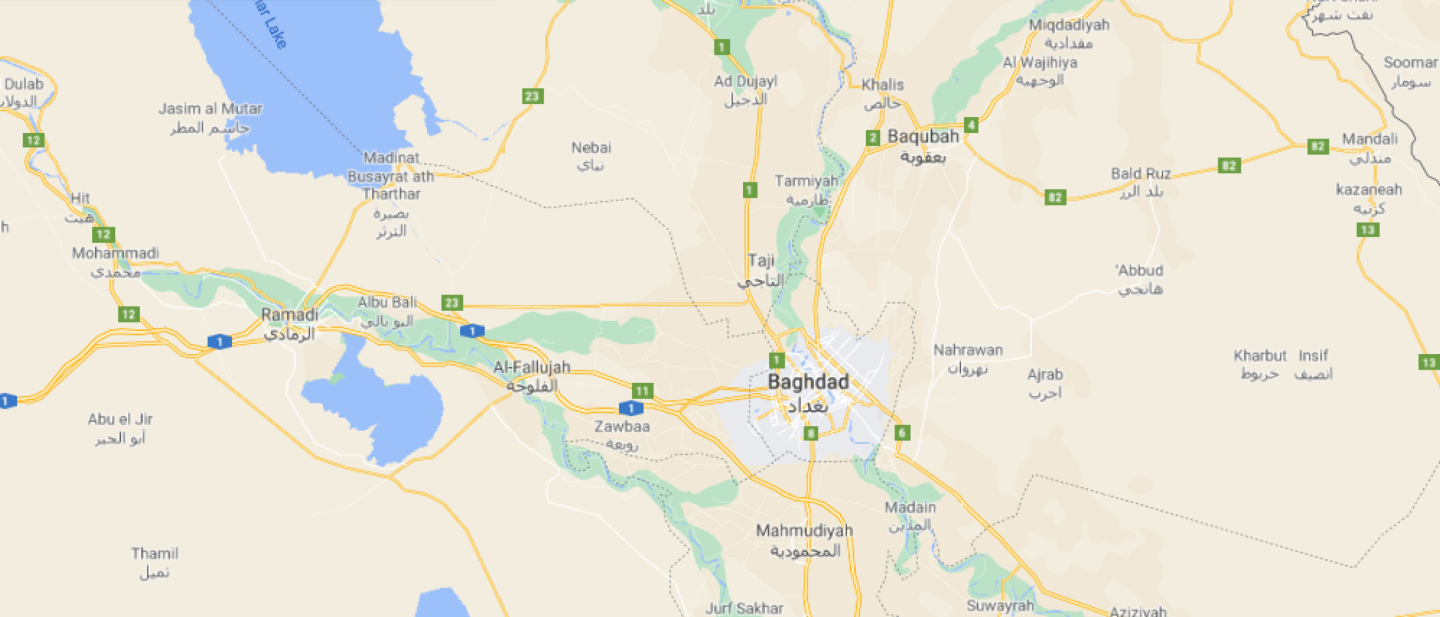 har Lake
بلد
1
Miqdadiyah
مقدادية
نفت شهر
Dulab
الدولاب
23
Ad Dujayl
الدجيل
Khalis
خالص
Al Wajihiya
الوجهية
Soomar
سومار
Jasim al Mutar
جاسم المطر
12
2
Baqubah
بعقوبة
4
Nebai
نباي
82
Mandali
مندلي
Madinat
Busayrat ath
Tharthar
بصيرة
الثرثر
1
Tarmiyah
طارمية
82
Bald Ruz
بلد الرز
82
kazaneah
كزنيه
13
Hit
هيت
h
12
Mohammadi
محمدي
Taji
التاجي
'Abbud
هانجي
12
Ramadi
الرمادي
Albu Bali
البو بالي
23
1
1
Al-Fallujah
الفلوجة
1
Nahrawan
نهروان
Kharbut
خربوط
Insif
انصيف
13
Ajrab
اجرب
Baghdad
بغداد
11
1
1
Abu el Jir
أبو الجير
Zawbaa
زوبعة
8
6
Madain
المدين
Mahmudiyah
المحمودية
Thamil
ثميل
Jurf Sakhar
Suwayrah
Aziziyah